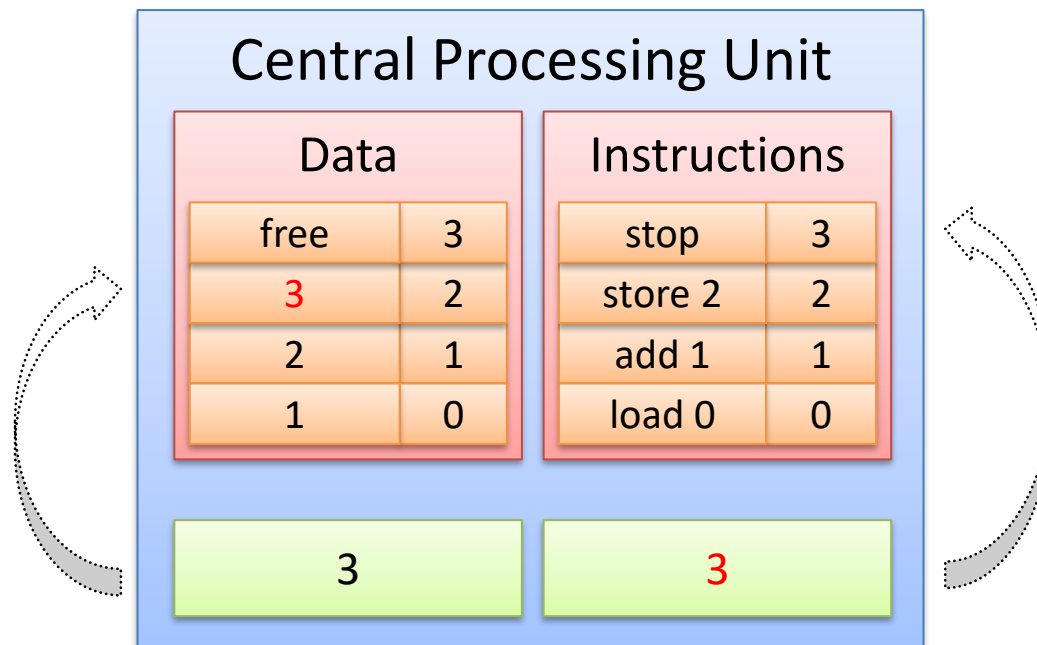 Central Processing Unit
Data
free 3
3 2
2 1
1 0
Instructions
stop 3
store 2 2
add 1 1
load 0 0
3
3